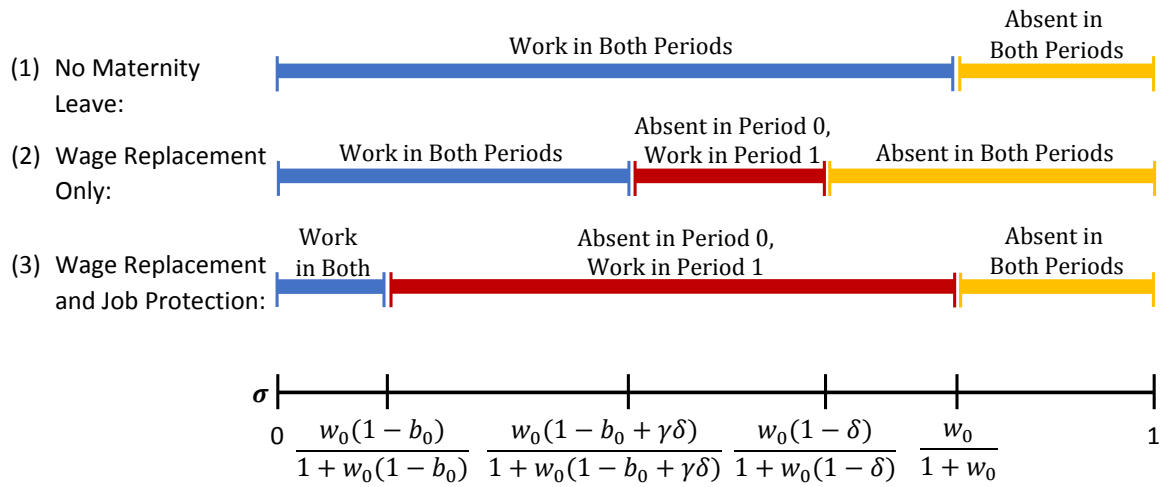 Absent in
Both Periods
Work in Both Periods
(1) No Maternity
Leave:
Absent in Period 0,
Work in Period 1
Work in Both Periods
Absent in Both Periods
(2) Wage Replacement
Only:
Work
in Both
Absent in Period 0,
Work in Period 1
Absent in
Both Periods
(3) Wage Replacement
and Job Protection:
σ
0
w₀(1 − b₀)
1 + w₀(1 − b₀)
w₀(1 − b₀ + γδ)
1 + w₀(1 − b₀ + γδ)
w₀(1 − δ)
1 + w₀(1 − δ)
w₀
1 + w₀
1